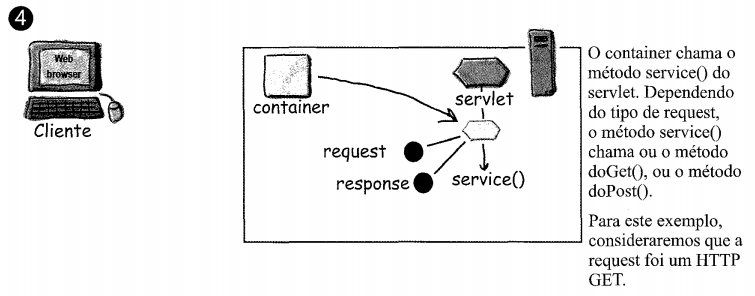 4
Web
browser
Cliente
container
servlet
request
response
service()
O container chama o
método service() do
servlet. Dependendo
do tipo de request,
o método service()
chama ou o método
doGet(), ou o método
doPost().
Para este exemplo,
consideraremos que a
request foi um HTTP
GET.